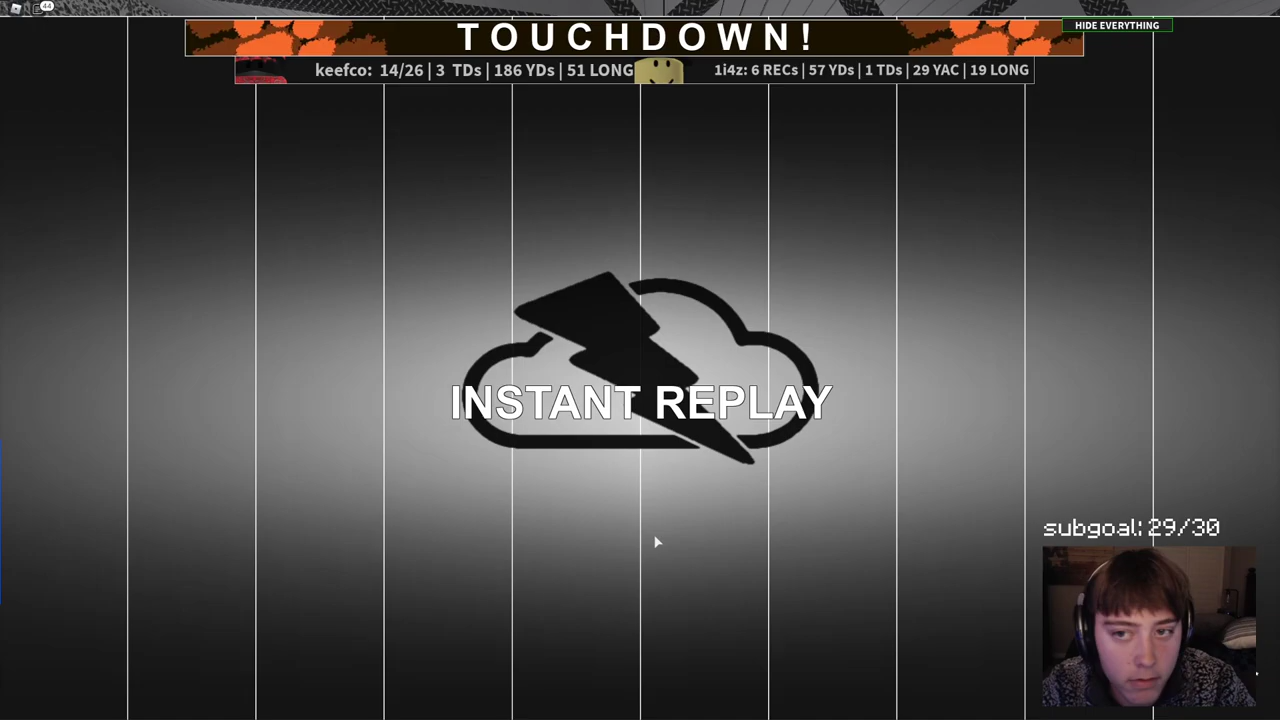 44
HIDE EVERYTHING
TOUCHDOWN!
keefco: 14/26 | 3 TDs | 186 YDs | 51 LONG
1i4z: 6 RECs | 57 YDs | 1 TDs | 29 YAC | 19 LONG
INSTANT REPLAY
subgoal: 29/30